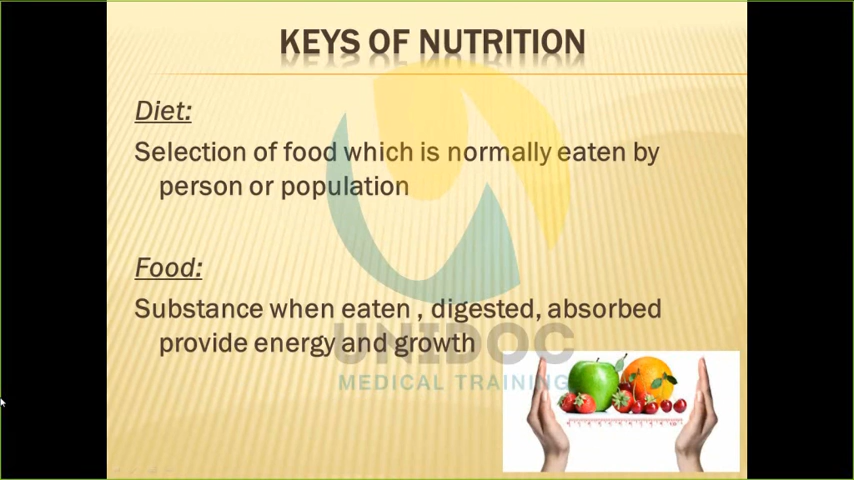 KEYS OF NUTRITION
Diet:
Selection of food which is normally eaten by
person or population
Food:
Substance when eaten , digested, absorbed
provide energy and growth
UNIDOC
MEDICAL TRAINING